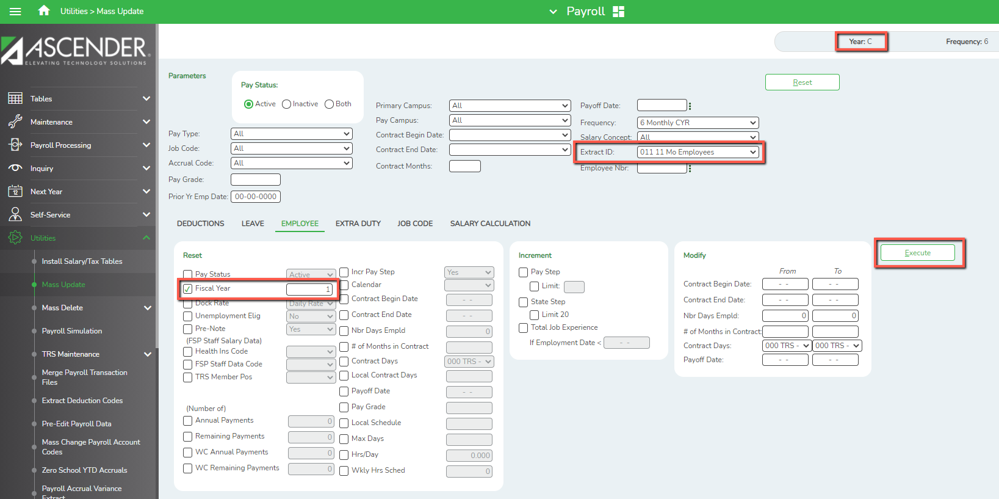 Utilities > Mass Update
Payroll
ASCENDER
ELEVATING TECHNOLOGY SOLUTIONS
Year: C
Frequency: 6
Tables
Maintenance
Payroll Processing
Inquiry
12
Next Year
Self-Service
Utilities
Install Salary/Tax Tables
Mass Update
Mass Delete
Payroll Simulation
TRS Maintenance
Merge Payroll Transaction
Files
Extract Deduction Codes
Pre-Edit Payroll Data
Mass Change Payroll Account
Codes
Zero School YTD Accruals
Payroll Accrual Variance
Extract
Parameters
Pay Status:
Active
Inactive
Both
Pay Type: All
Job Code: All
Accrual Code: All
Pay Grade:
Prior Yr Emp Date: 00-00-0000
Primary Campus: All
Pay Campus: All
Contract Begin Date:
Contract End Date:
Contract Months:
Payoff Date:
Frequency: 6 Monthly CYR
Salary Concept: All
Extract ID: 011 11 Mo Employees
Employee Nbr:
Reset
DEDUCTIONS
LEAVE
EMPLOYEE
EXTRA DUTY
JOB CODE
SALARY CALCULATION
Reset
Pay Status Active
Fiscal Year 1
Dock Rate Daily Rate
Unemployment Elig No
Pre-Note Yes
(FSP Staff Salary Data)
Health Ins Code
FSP Staff Data Code
TRS Member Pos
(Number of)
Annual Payments 0
Remaining Payments 0
WC Annual Payments 0
WC Remaining Payments 0
Incr Pay Step Yes
Calendar
Contract Begin Date - -
Contract End Date - -
Nbr Days Empld 0
# of Months in Contract
Contract Days 000 TRS -
Local Contract Days
Payoff Date - -
Pay Grade
Local Schedule
Max Days
Hrs/Day 0.000
Wkly Hrs Sched 0
Increment
Pay Step
Limit:
State Step
Limit 20
Total Job Experience
If Employment Date < - -
Modify
From To
Contract Begin Date: - - - -
Contract End Date: - - - -
Nbr Days Empld: 0 0
# of Months in Contract:
Contract Days: 000 TRS - 000 TRS -
Payoff Date: - - - -
Execute